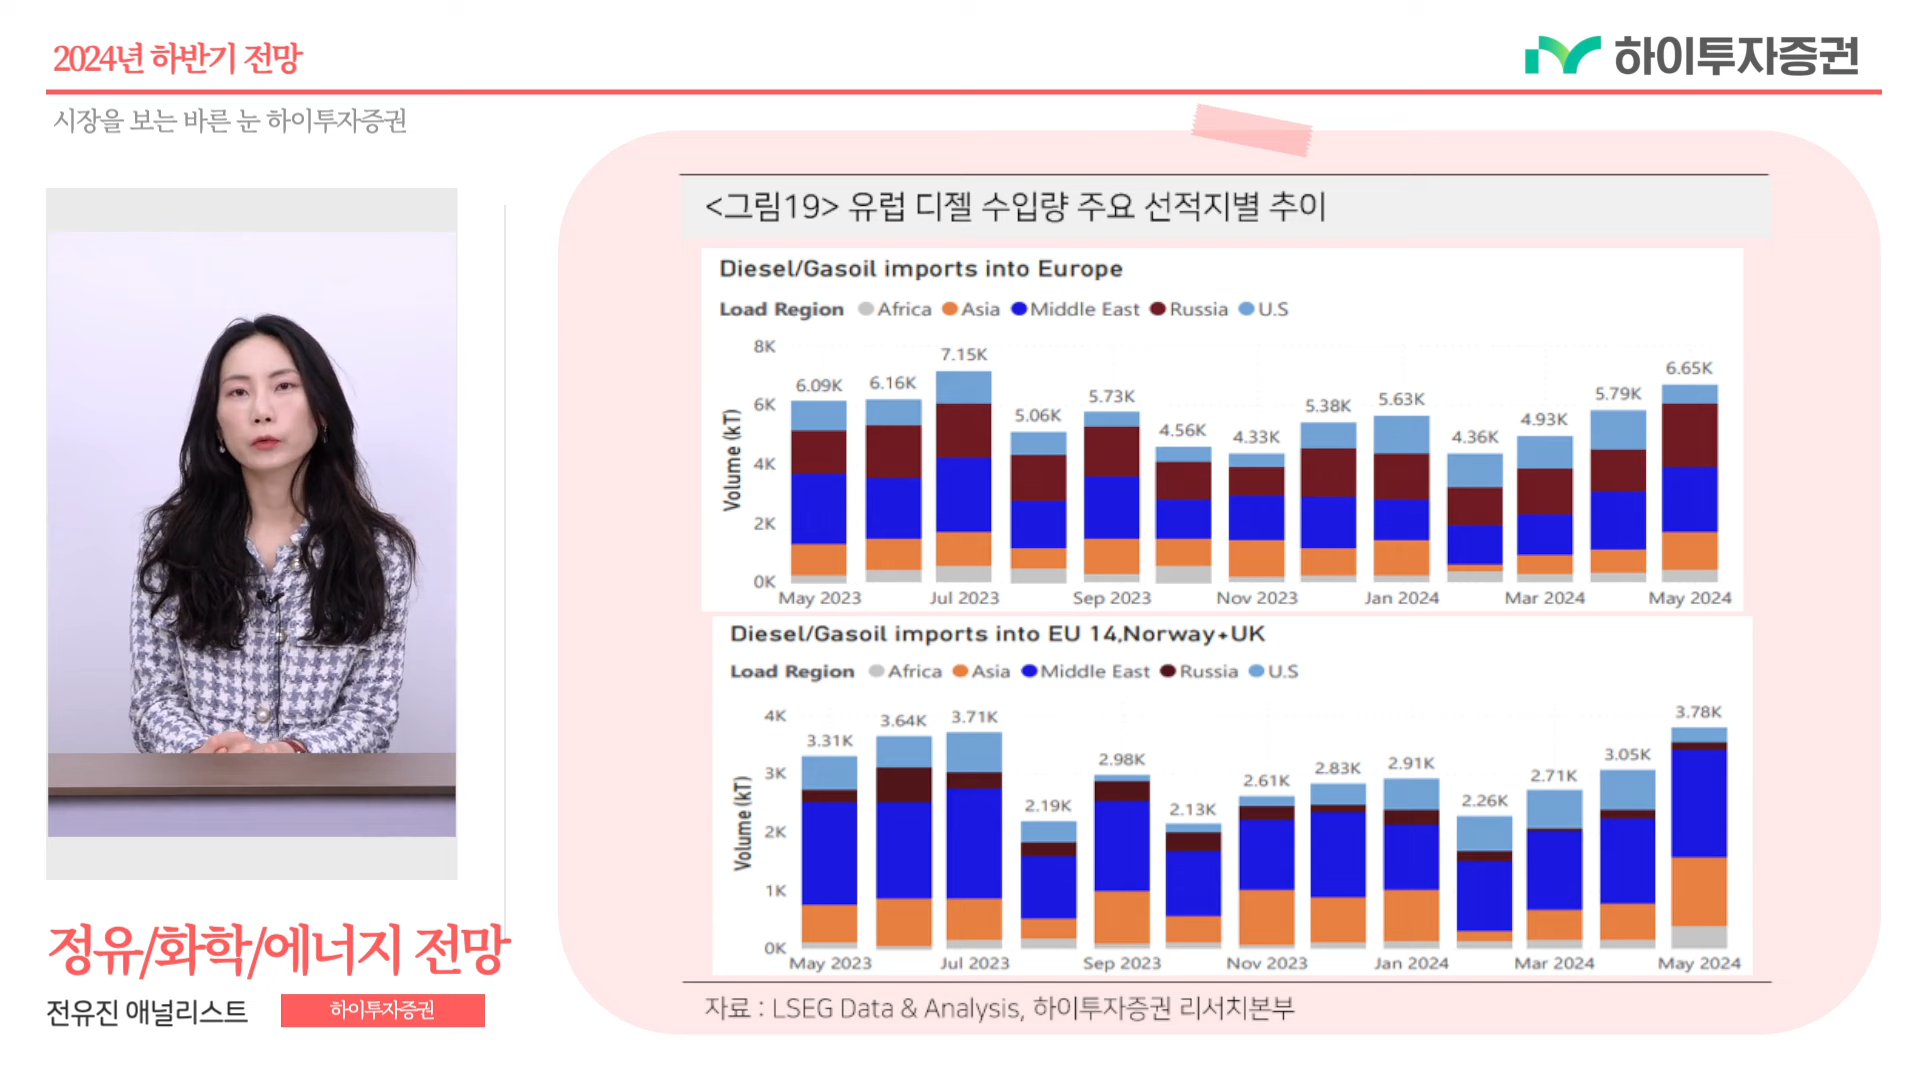 2024년 하반기 전망
하이투자증권
시장을 보는 바른 눈 하이투자증권
<그림19> 유럽 디젤 수입량 주요 선적지별 추이
Diesel/Gasoil imports into Europe
Load Region Africa Asia Middle East Russia U.S
Volume (kT)
8K
6K
4K
2K
0K
6.09K 6.16K 7.15K 5.06K 5.73K 4.56K 4.33K 5.38K 5.63K 4.36K 4.93K 5.79K 6.65K
May 2023 Jul 2023 Sep 2023 Nov 2023 Jan 2024 Mar 2024 May 2024
Diesel/Gasoil imports into EU 14,Norway+UK
Load Region Africa Asia Middle East Russia U.S
Volume (kT)
4K
3K
2K
1K
0K
3.31K 3.64K 3.71K 2.19K 2.98K 2.13K 2.61K 2.83K 2.91K 2.26K 2.71K 3.05K 3.78K
May 2023 Jul 2023 Sep 2023 Nov 2023 Jan 2024 Mar 2024 May 2024
자료 : LSEG Data & Analysis, 하이투자증권 리서치본부
정유/화학/에너지 전망
전유진 애널리스트 하이투자증권